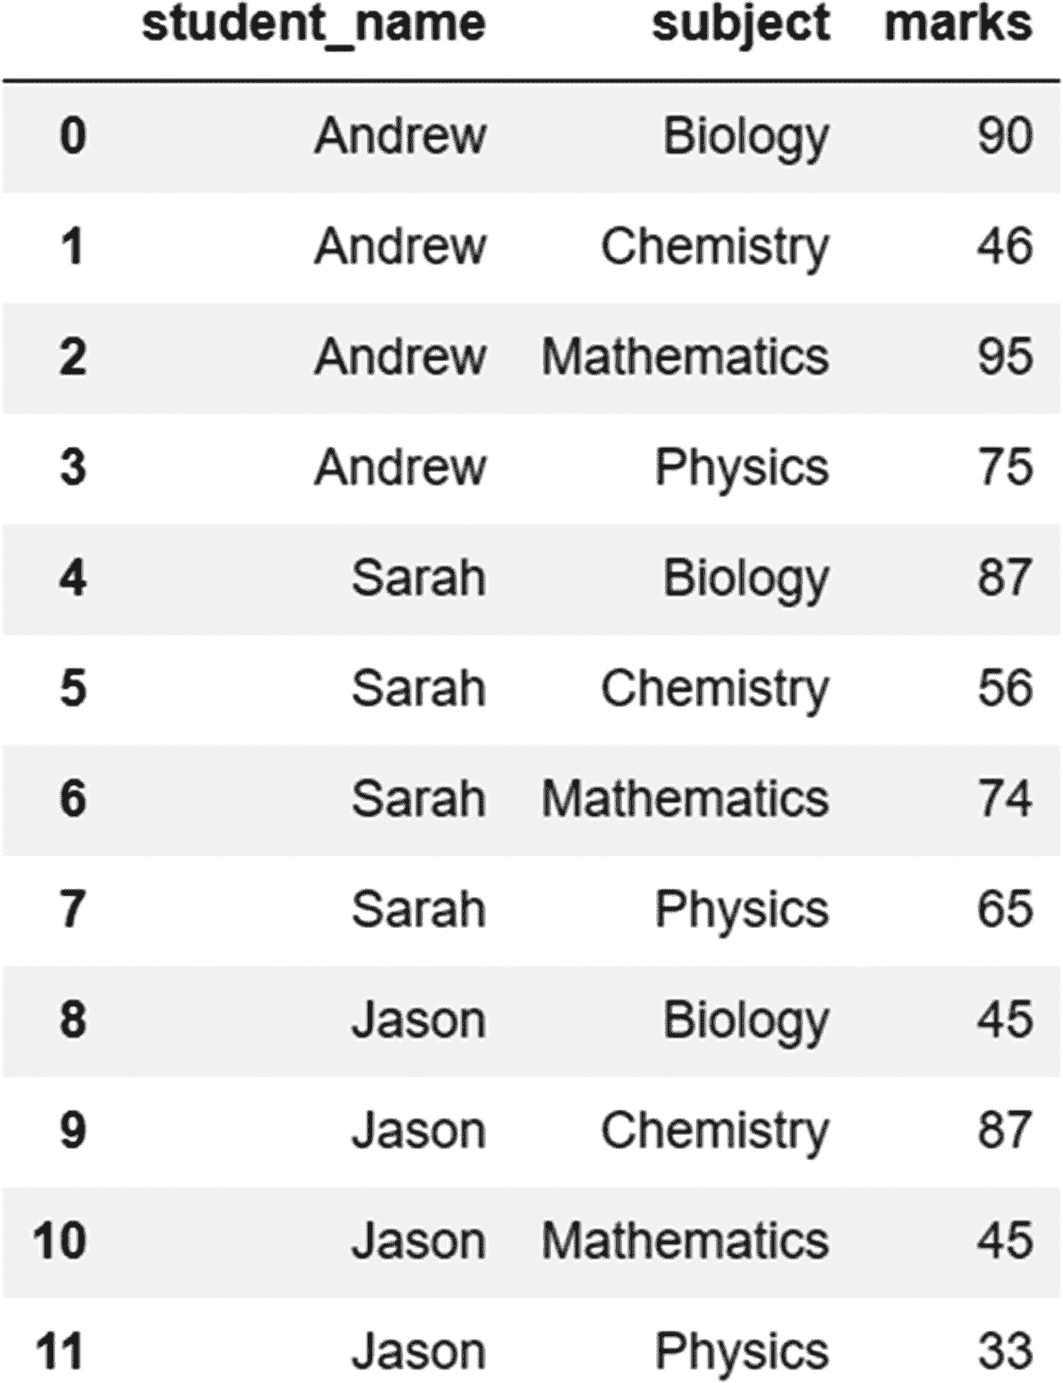 student_name subject marks
0 Andrew Biology 90
1 Andrew Chemistry 46
2 Andrew Mathematics 95
3 Andrew Physics 75
4 Sarah Biology 87
5 Sarah Chemistry 56
6 Sarah Mathematics 74
7 Sarah Physics 65
8 Jason Biology 45
9 Jason Chemistry 87
10 Jason Mathematics 45
11 Jason Physics 33